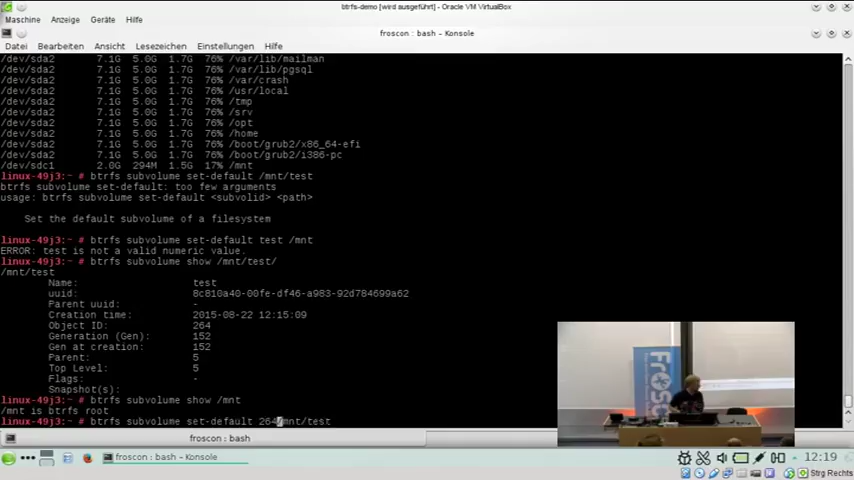 btrfs-demo [wird ausgeführt] - Oracle VM VirtualBox
Maschine Anzeige Geräte Hilfe
froscon : bash – Konsole
Datei Bearbeiten Ansicht Lesezeichen Einstellungen Hilfe
/dev/sda2 7.1G 5.0G 1.7G 76% /var/lib/mailman
/dev/sda2 7.1G 5.0G 1.7G 76% /var/lib/pgsql
/dev/sda2 7.1G 5.0G 1.7G 76% /var/crash
/dev/sda2 7.1G 5.0G 1.7G 76% /usr/local
/dev/sda2 7.1G 5.0G 1.7G 76% /tmp
/dev/sda2 7.1G 5.0G 1.7G 76% /srv
/dev/sda2 7.1G 5.0G 1.7G 76% /opt
/dev/sda2 7.1G 5.0G 1.7G 76% /home
/dev/sda2 7.1G 5.0G 1.7G 76% /boot/grub2/x86_64-efi
/dev/sda2 7.1G 5.0G 1.7G 76% /boot/grub2/i386-pc
/dev/sdc1 2.0G 294M 1.5G 17% /mnt
linux-49j3:~ # btrfs subvolume set-default /mnt/test
btrfs subvolume set-default: too few arguments
usage: btrfs subvolume set-default <subvolid> <path>
Set the default subvolume of a filesystem
linux-49j3:~ # btrfs subvolume set-default test /mnt
ERROR: test is not a valid numeric value.
linux-49j3:~ # btrfs subvolume show /mnt/test/
/mnt/test
Name: test
uuid: 8c810a40-00fe-df46-a983-92d784699a62
Parent uuid: -
Creation time: 2015-08-22 12:15:09
Object ID: 264
Generation (Gen): 152
Gen at creation: 152
Parent: 5
Top Level: 5
Flags: -
Snapshot(s):
linux-49j3:~ # btrfs subvolume show /mnt
/mnt is btrfs root
linux-49j3:~ # btrfs subvolume set-default 264/mnt/test
froscon : bash
froscon : bash – Konsole
12:19
Strg Rechts